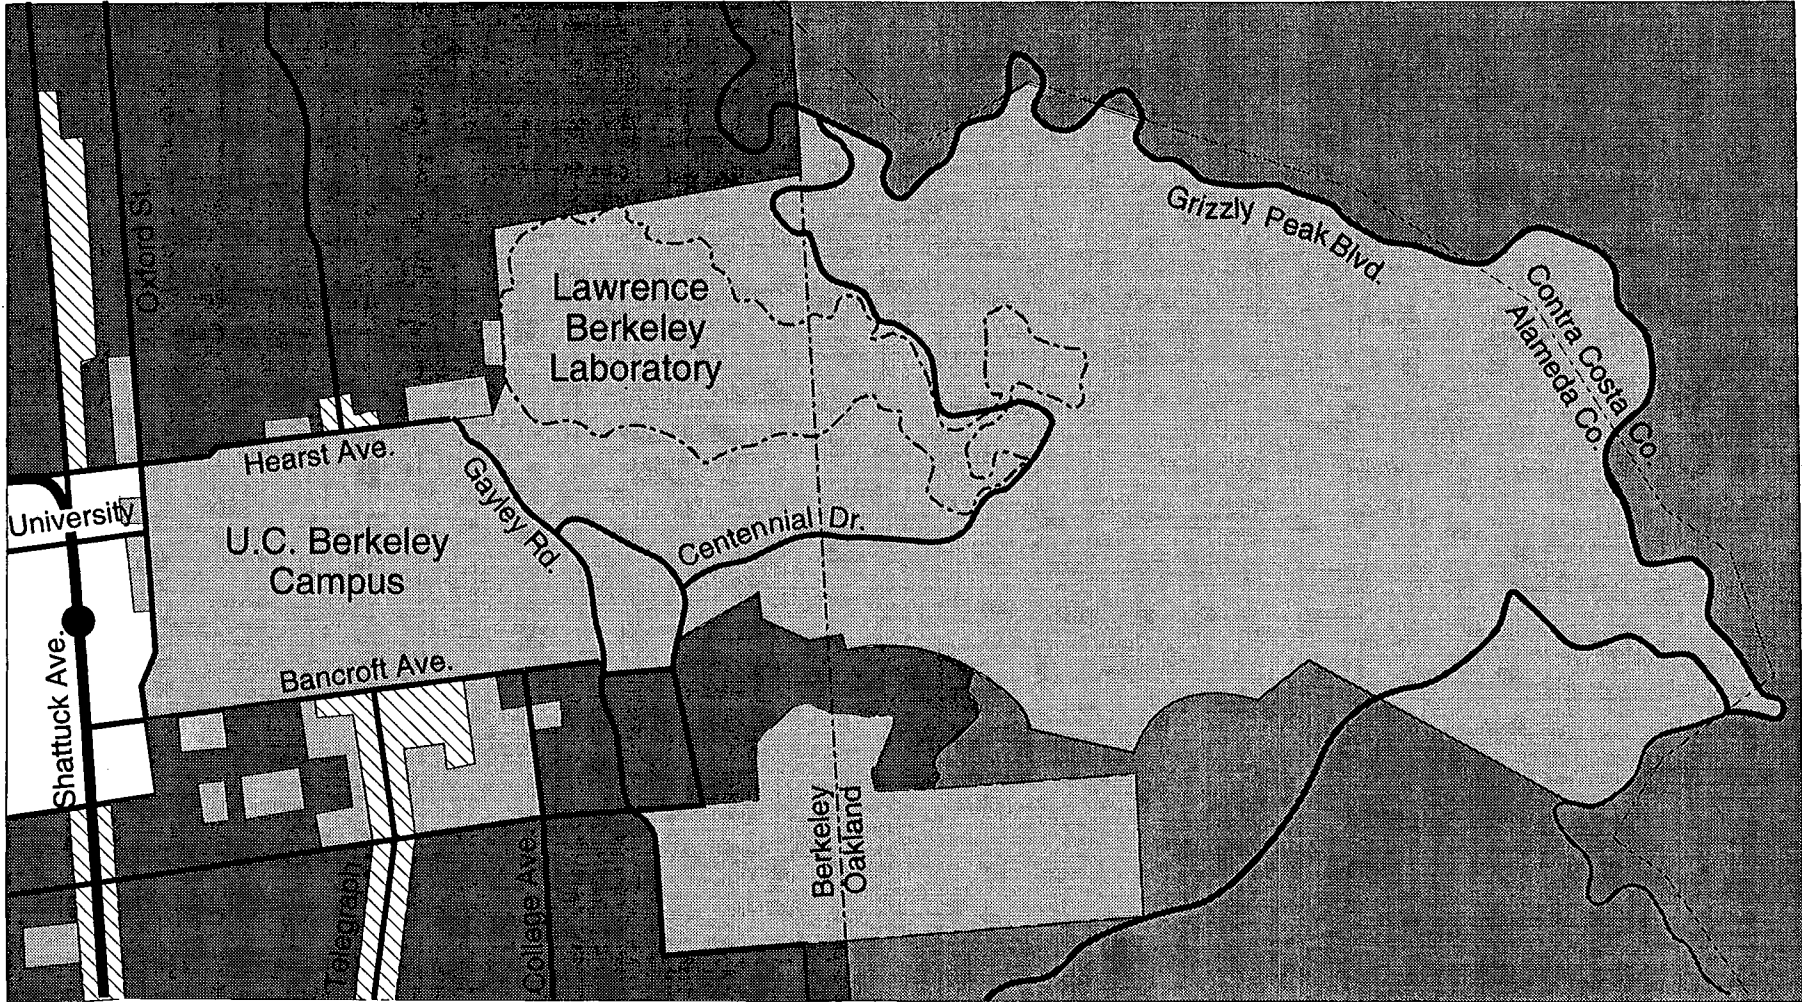 Oxford St.
Grizzly Peak Blvd.
Lawrence
Berkeley
Laboratory
Contra Costa Co.
Alameda Co.
Hearst Ave.
Gayley Rd.
University
U.C. Berkeley
Campus
Centennial Dr.
Shattuck Ave.
Bancroft Ave.
Berkeley
Oakland
Telegraph
College Ave.